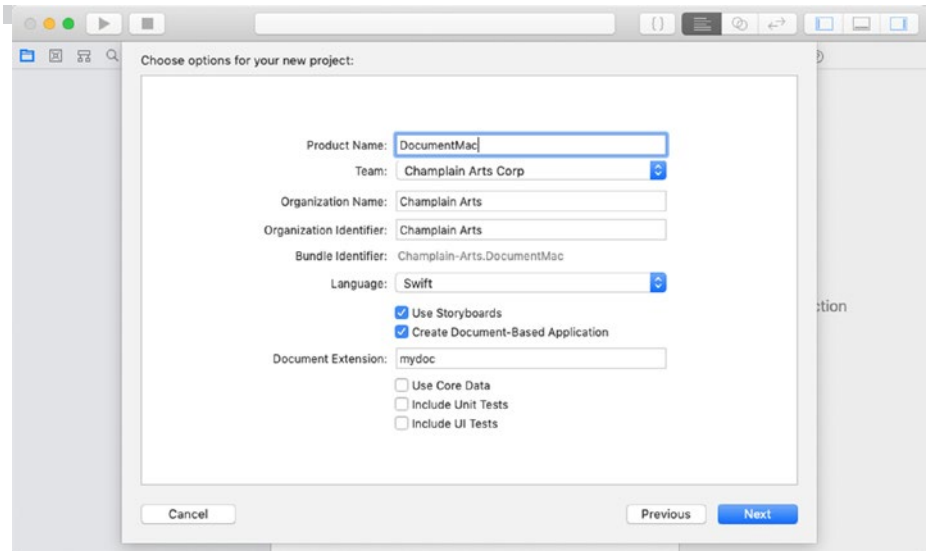 {}
Choose options for your new project:
Product Name: DocumentMac
Team: Champlain Arts Corp
Organization Name: Champlain Arts
Organization Identifier: Champlain Arts
Bundle Identifier: Champlain-Arts.DocumentMac
Language: Swift
Use Storyboards
ction
Create Document-Based Application
Document Extension: mydoc
Use Core Data
Include Unit Tests
Include UI Tests
Cancel Previous Next